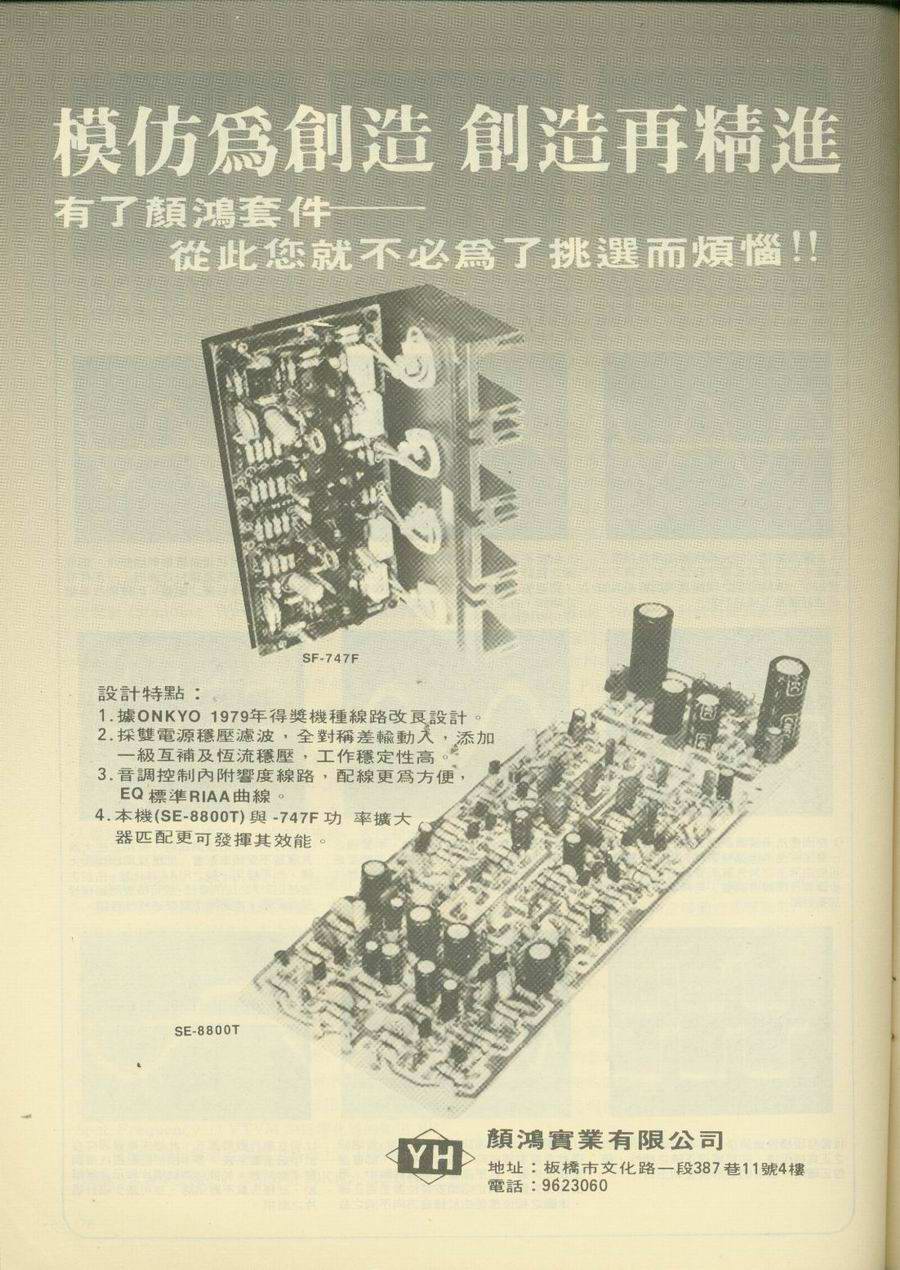 模仿爲創造 創造再精進
有了顏鴻套件——
從此您就不必爲了挑選而煩惱!!
SF-747F
設計特點：
1.據ONKYO 1979年得獎機種線路改良設計。
2.採雙電源穩壓濾波，全對稱差輸動入，添加
一級互補及恆流穩壓，工作穩定性高。
3.音調控制內附響度線路，配線更爲方便，
EQ標準RIAA曲線。
4.本機(SE-8800T)與-747F功 率擴大
器匹配更可發揮其效能。
SE-8800T
YH
顏鴻實業有限公司
地址：板橋市文化路一段387巷11號4樓
電話：9623060